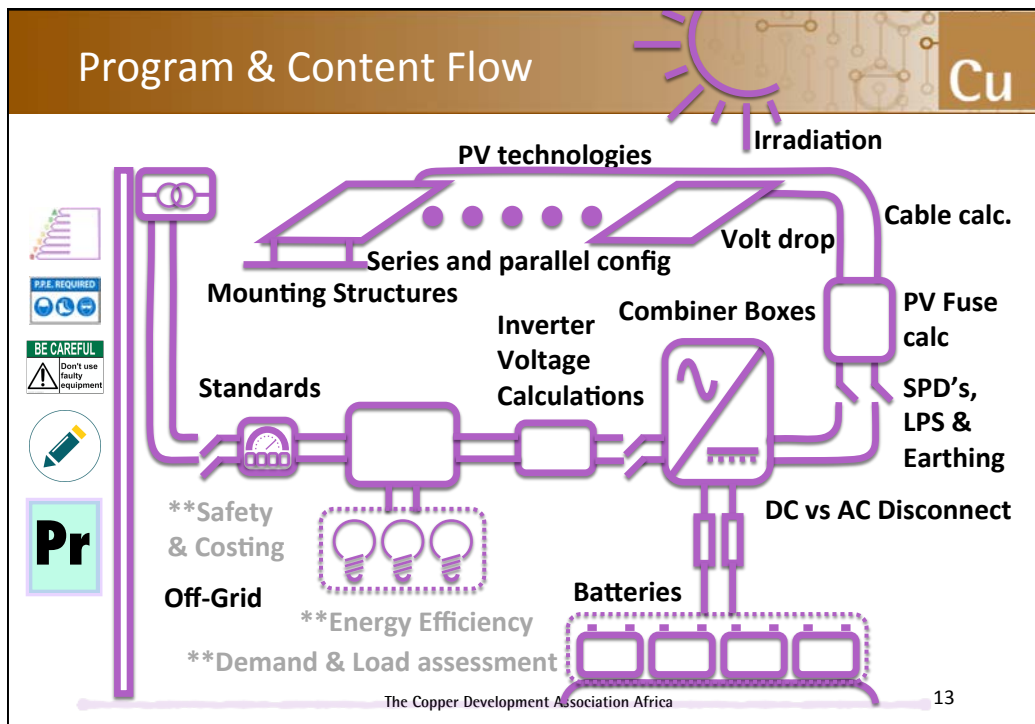 Program & Content Flow
Cu
Irradiation
PV technologies
Cable calc.
Volt drop
Series and parallel config
Mounting Structures
Combiner Boxes
PV Fuse
calc
Inverter
Voltage
Calculations
P.P.E. REQUIRED
BE CAREFUL
Don't use
faulty
equipment
Standards
SPD's,
LPS &
Earthing
**Safety
& Costing
DC vs AC Disconnect
Pr
Off-Grid
Batteries
**Energy Efficiency
**Demand & Load assessment
The Copper Development Association Africa
13